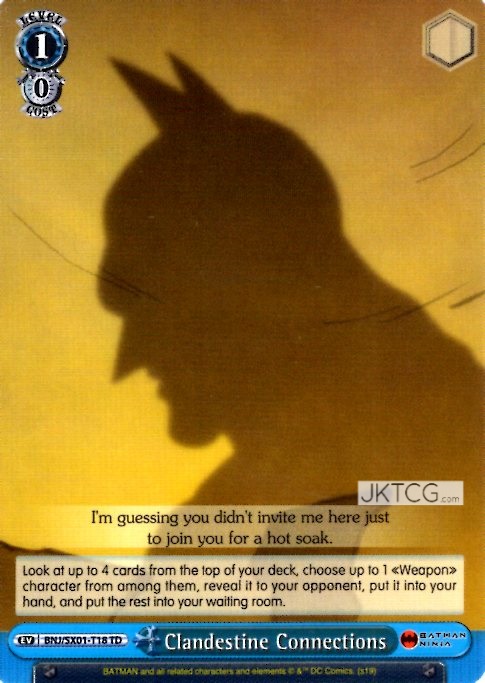 LEVEL
1
0
COST
JKTCG.com
I'm guessing you didn't invite me here just
to join you for a hot soak.
Look at up to 4 cards from the top of your deck, choose up to 1 «Weapon»
character from among them, reveal it to your opponent, put it into your
hand, and put the rest into your waiting room.
EV BNJ/SX01-T18 TD Clandestine Connections BATMAN
NINJA
BATMAN and all related characters and elements © &™ DC Comics. (s19)